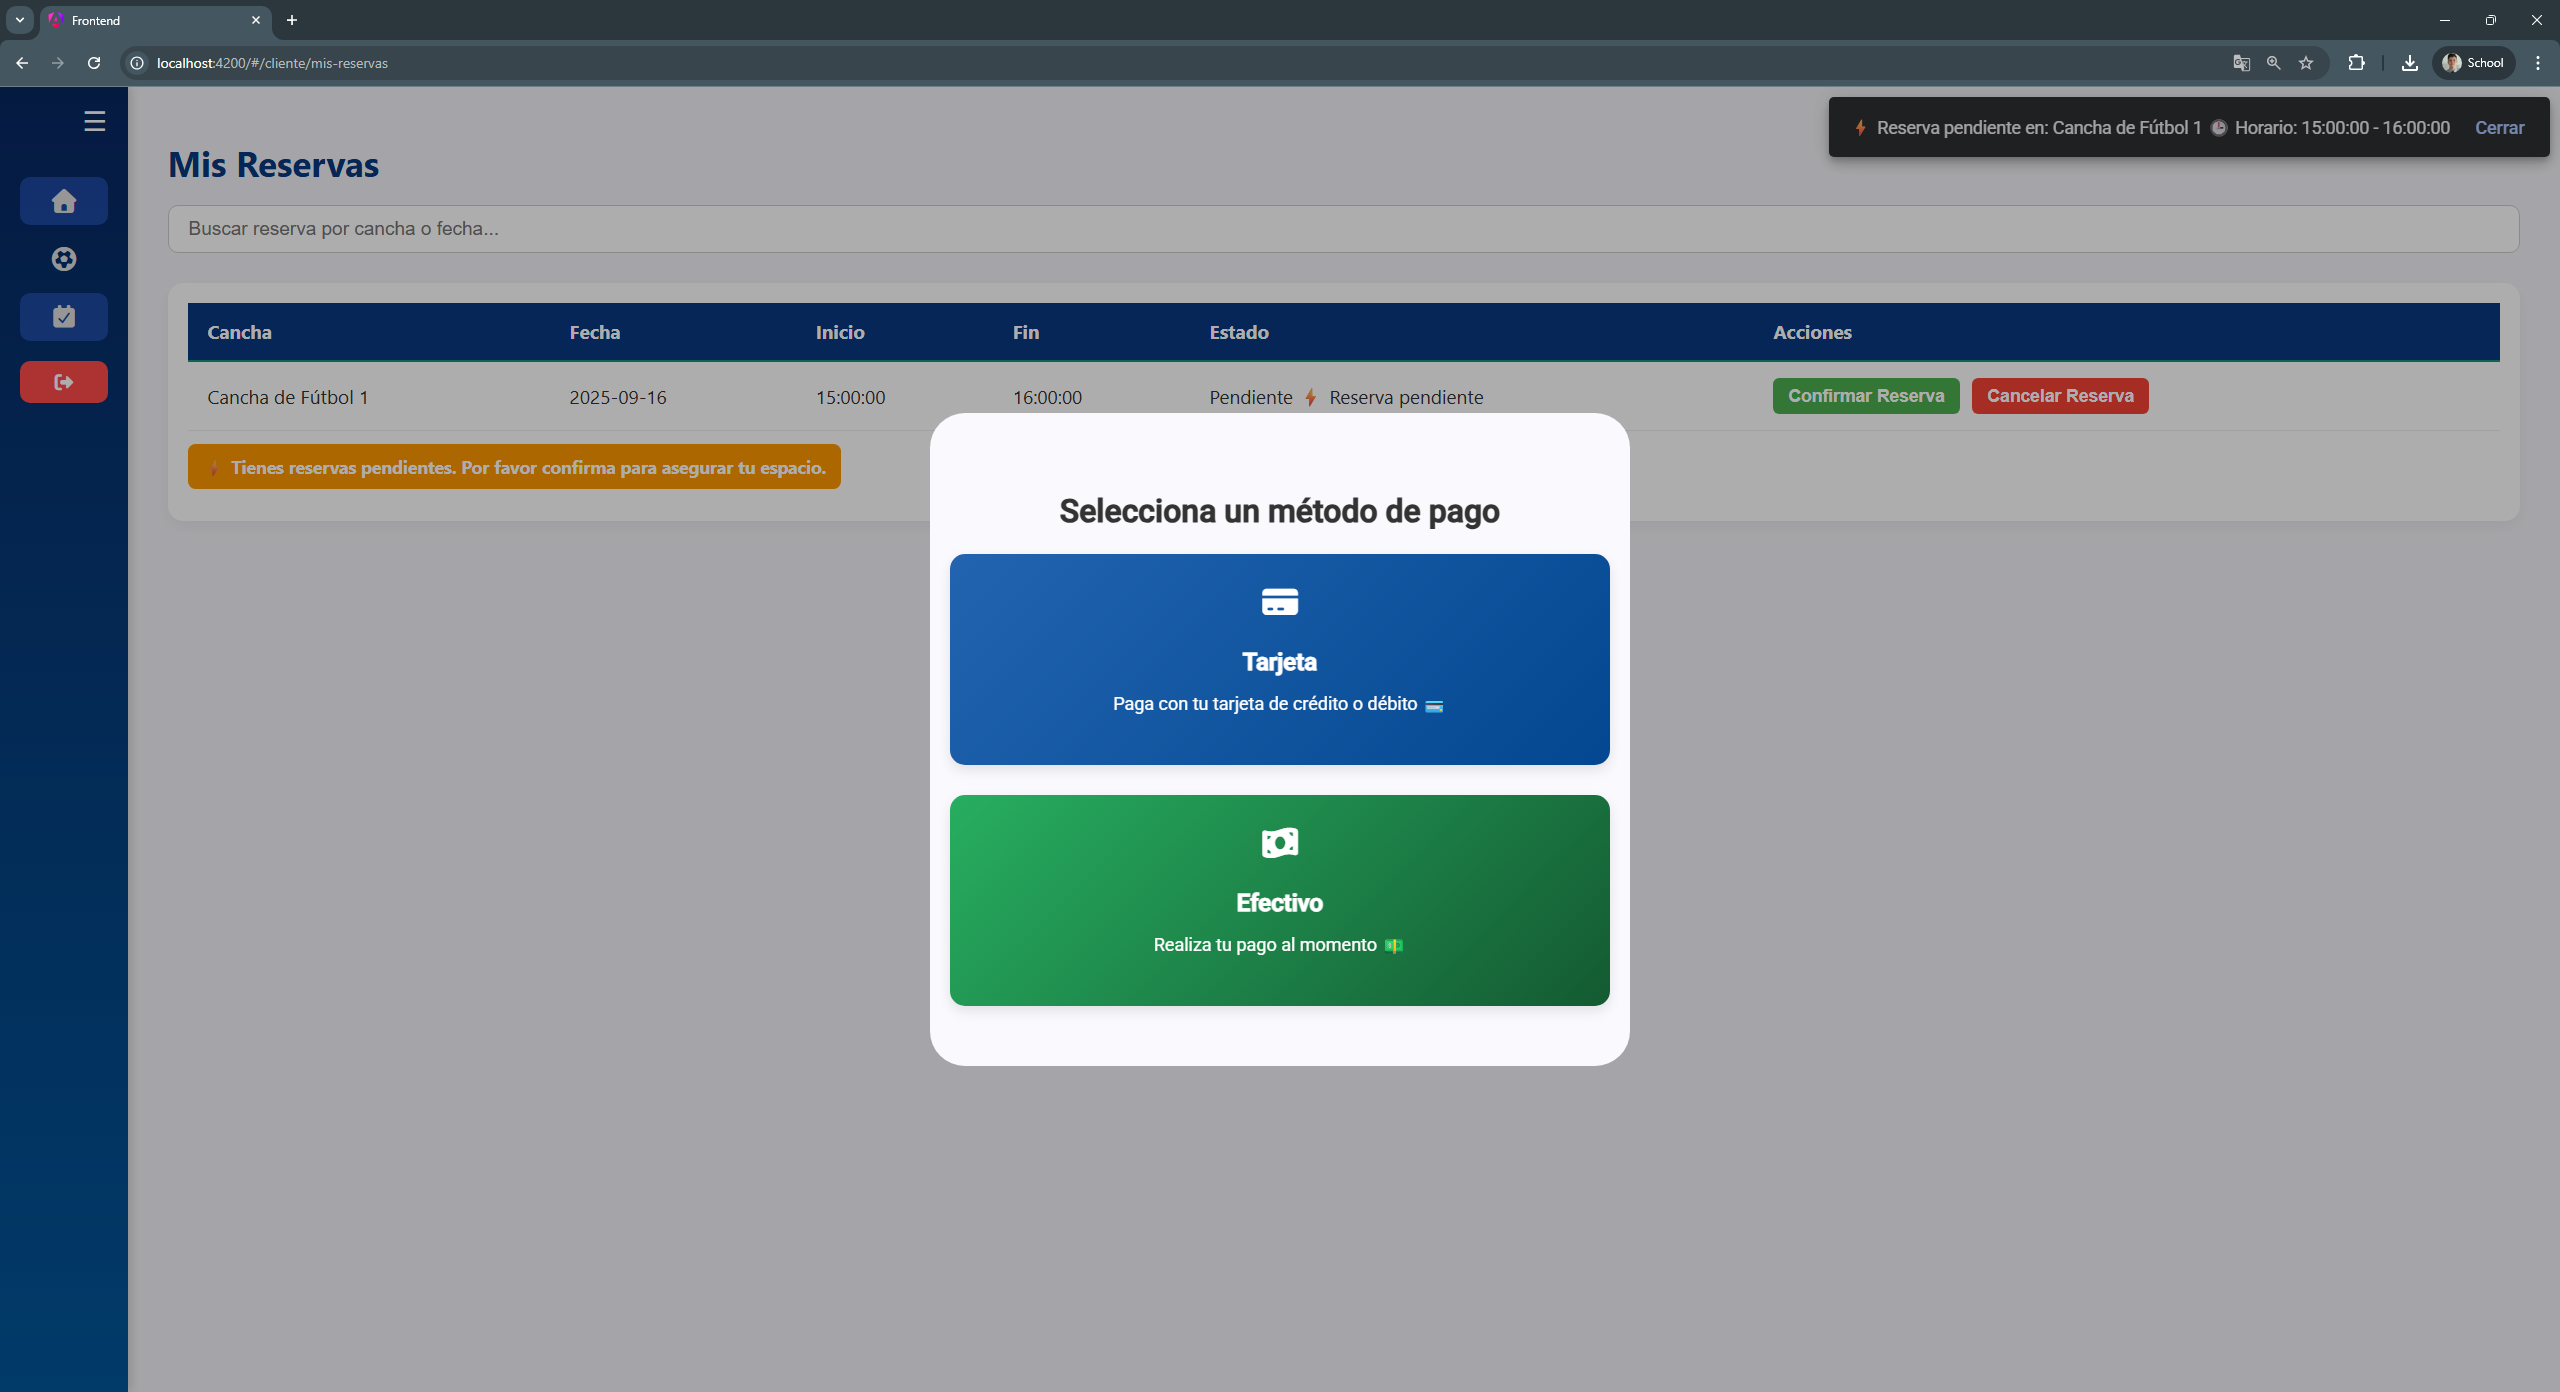 Frontend
localhost:4200/#/cliente/mis-reservas
School
⚡ Reserva pendiente en: Cancha de Fútbol 1 🕒 Horario: 15:00:00 - 16:00:00 Cerrar
Mis Reservas
Buscar reserva por cancha o fecha...
Cancha Fecha Inicio Fin Estado Acciones
Cancha de Fútbol 1 2025-09-16 15:00:00 16:00:00 Pendiente ⚡ Reserva pendiente Confirmar Reserva Cancelar Reserva
⚡ Tienes reservas pendientes. Por favor confirma para asegurar tu espacio.
Selecciona un método de pago
Tarjeta
Paga con tu tarjeta de crédito o débito 💳
Efectivo
Realiza tu pago al momento 💵